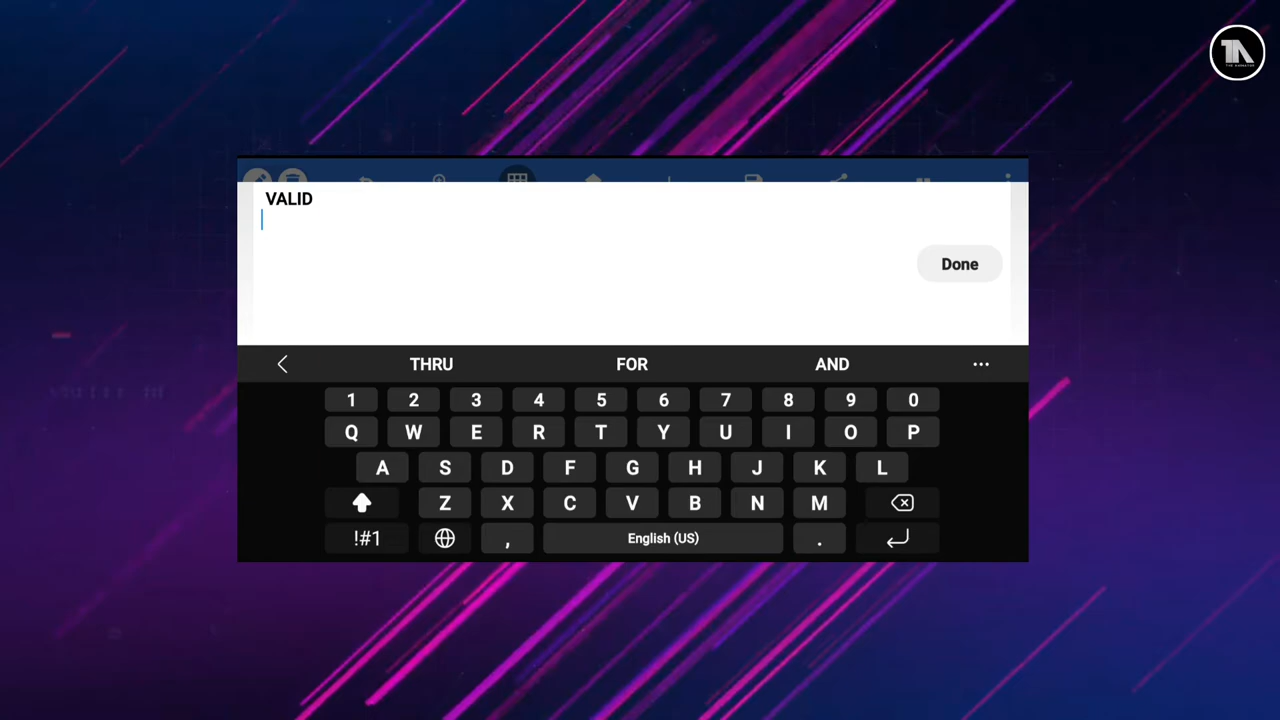 VALID
Done
THRU FOR AND ...
1 2 3 4 5 6 7 8 9 0
Q W E R T Y U I O P
A S D F G H J K L
Z X C V B N M
!#1 , English (US) .